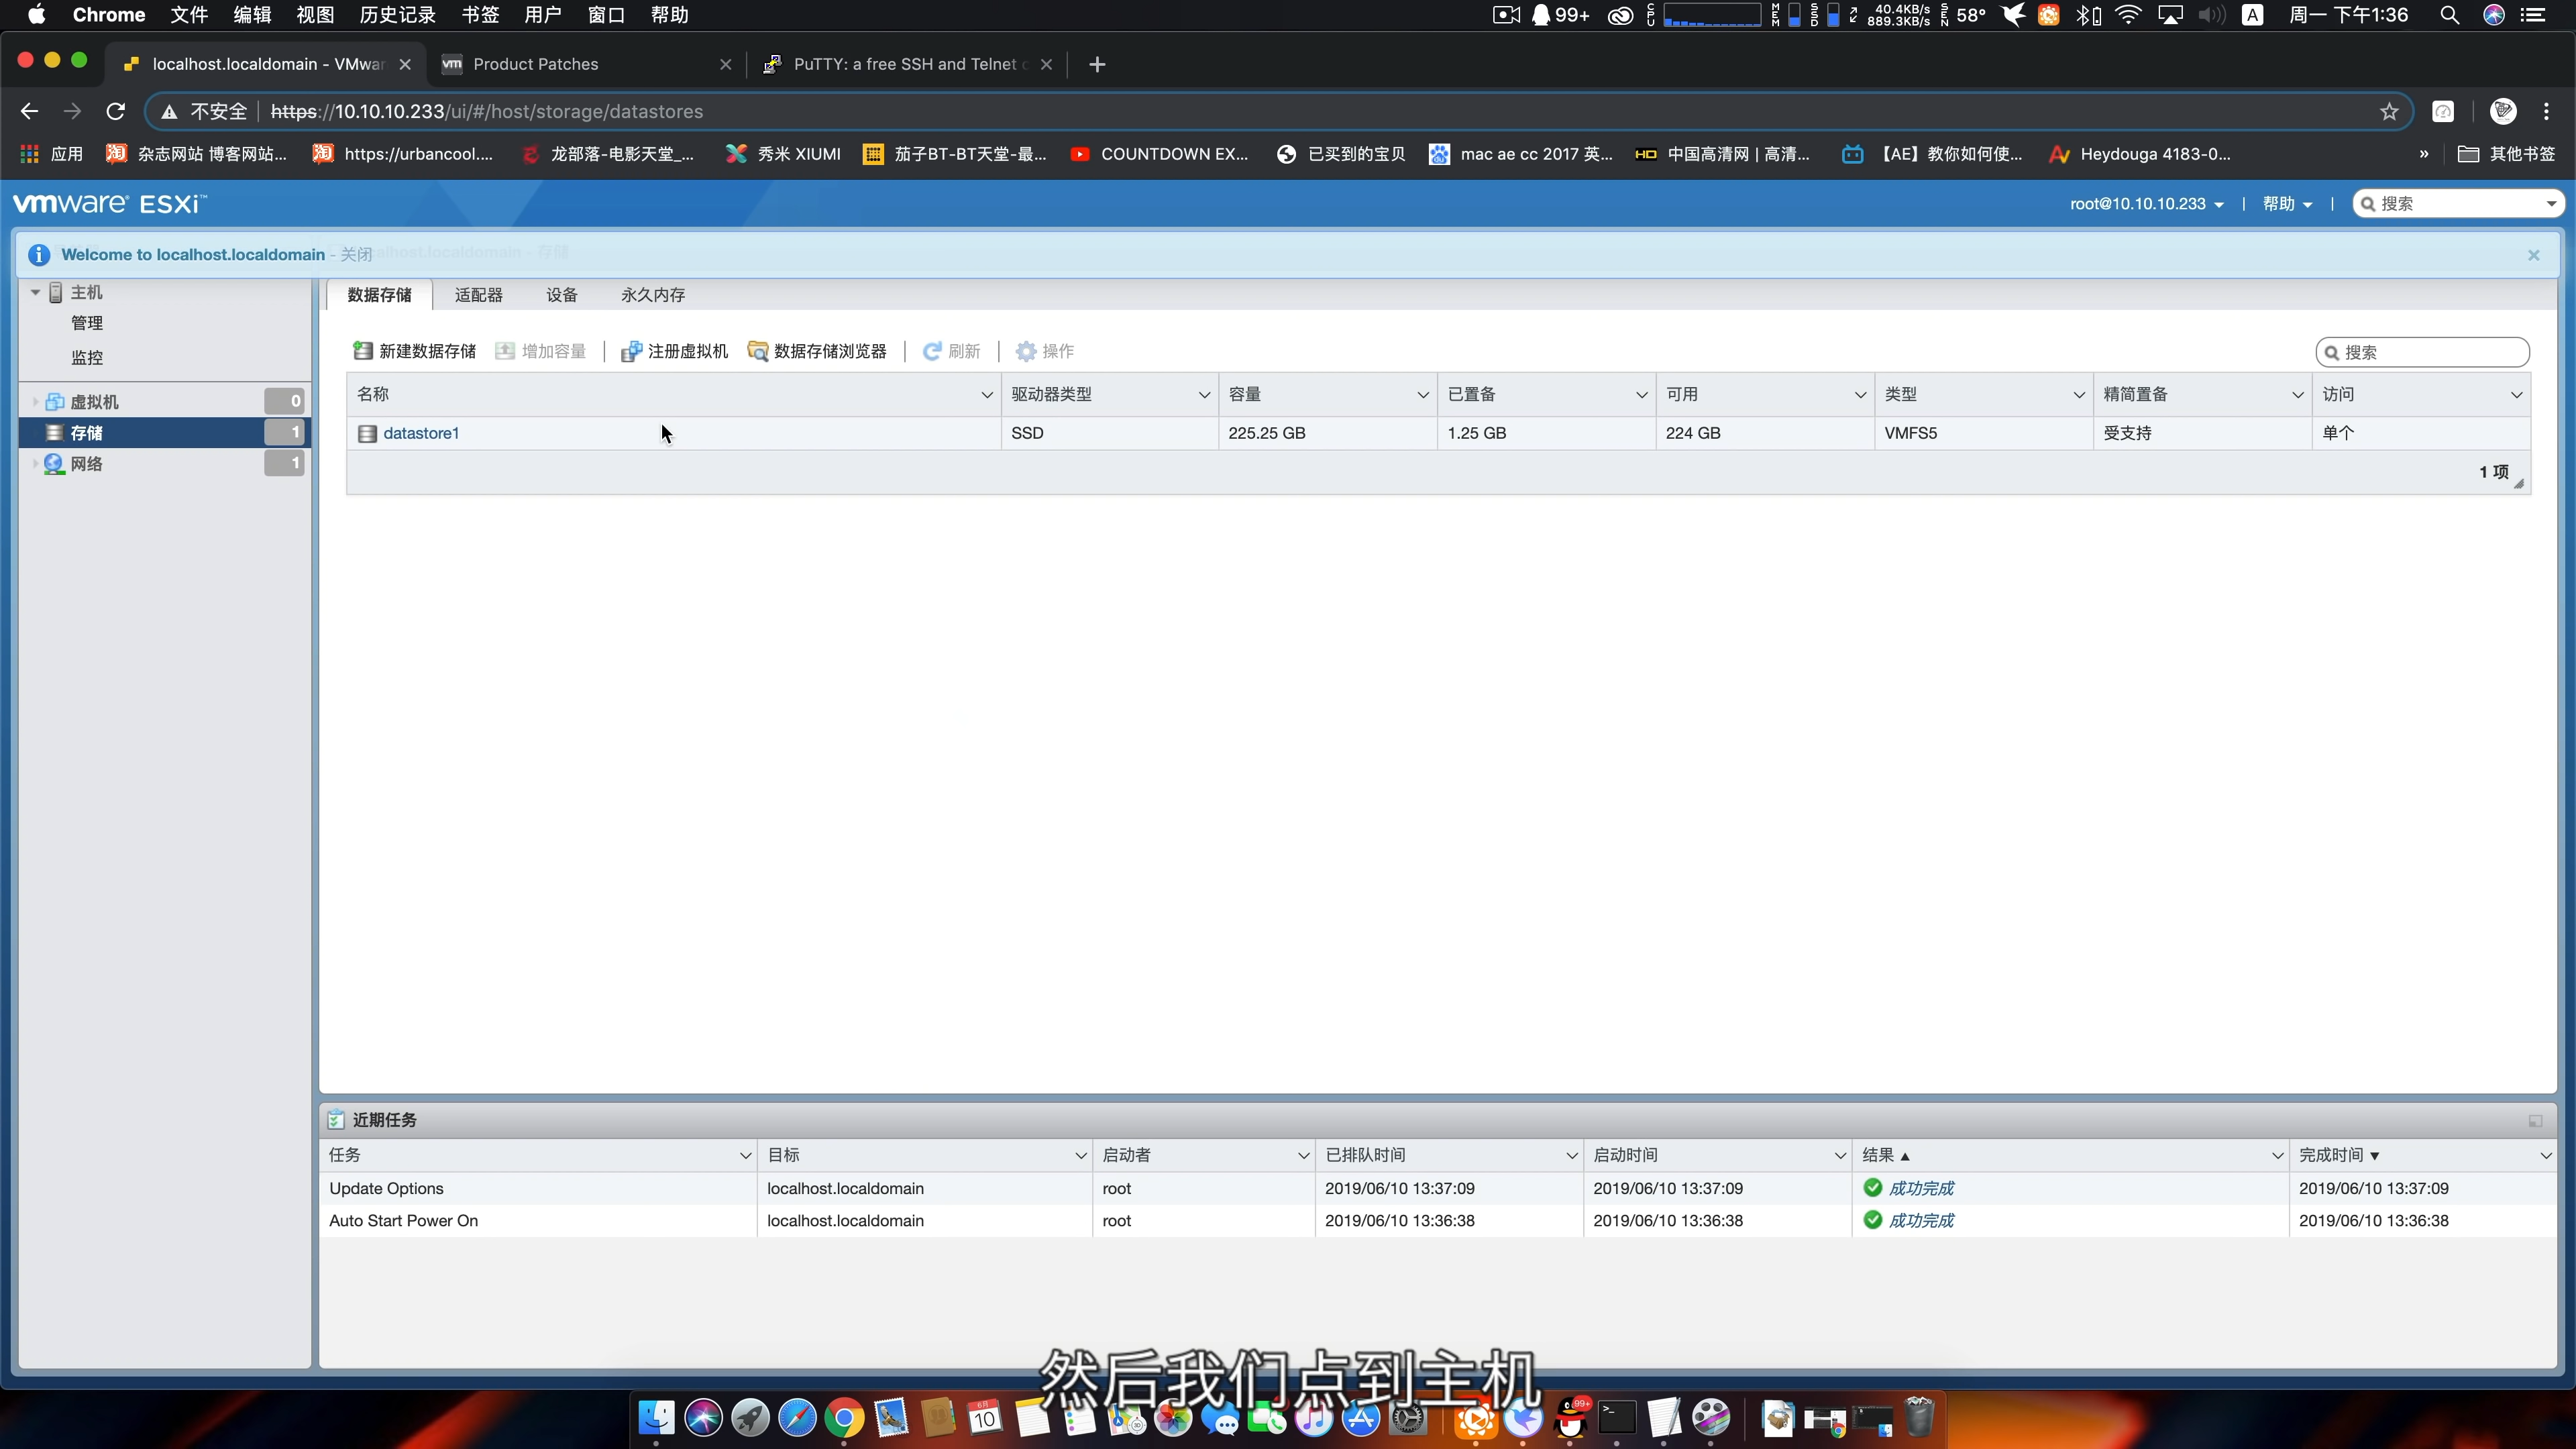 Chrome 文件 编辑 视图 历史记录 书签 用户 窗口 帮助 99+ CPU MEM SSD 40.4KB/s 889.3KB/s SEN 58° A 周一 下午1:36
localhost.localdomain - VMwar Product Patches PuTTY: a free SSH and Telnet c
不安全 https://10.10.10.233/ui/#/host/storage/datastores
应用 杂志网站 博客网站... https://urbancool.... 龙部落-电影天堂_... 秀米 XIUMI 茄子BT-BT天堂-最... COUNTDOWN EX... 已买到的宝贝 mac ae cc 2017 英... 中国高清网 | 高清... 【AE】教你如何使... Heydouga 4183-0... » 其他书签
vmware ESXi™ root@10.10.10.233 帮助 搜索
Welcome to localhost.localdomain - 关闭
主机
管理
监控
虚拟机 0
存储 1
网络 1
数据存储 适配器 设备 永久内存
新建数据存储 增加容量 注册虚拟机 数据存储浏览器 刷新 操作 搜索
名称 驱动器类型 容量 已置备 可用 类型 精简置备 访问
datastore1 SSD 225.25 GB 1.25 GB 224 GB VMFS5 受支持 单个
1 项
近期任务
任务 目标 启动者 已排队时间 启动时间 结果▲ 完成时间▼
Update Options localhost.localdomain root 2019/06/10 13:37:09 2019/06/10 13:37:09 成功完成 2019/06/10 13:37:09
Auto Start Power On localhost.localdomain root 2019/06/10 13:36:38 2019/06/10 13:36:38 成功完成 2019/06/10 13:36:38
然后我们点到主机
6月 10 99+